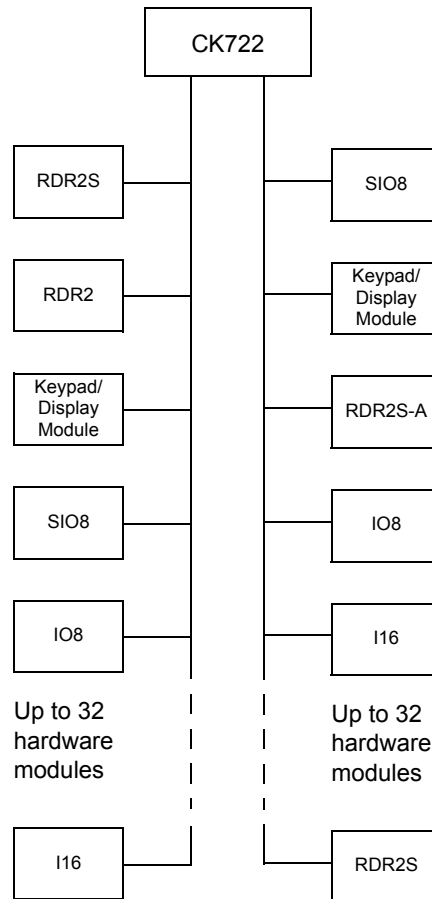 CK722
RDR2S
RDR2
Keypad/
Display
Module
SIO8
IO8
Up to 32
hardware
modules
I16
SIO8
Keypad/
Display
Module
RDR2S-A
IO8
I16
Up to 32
hardware
modules
RDR2S